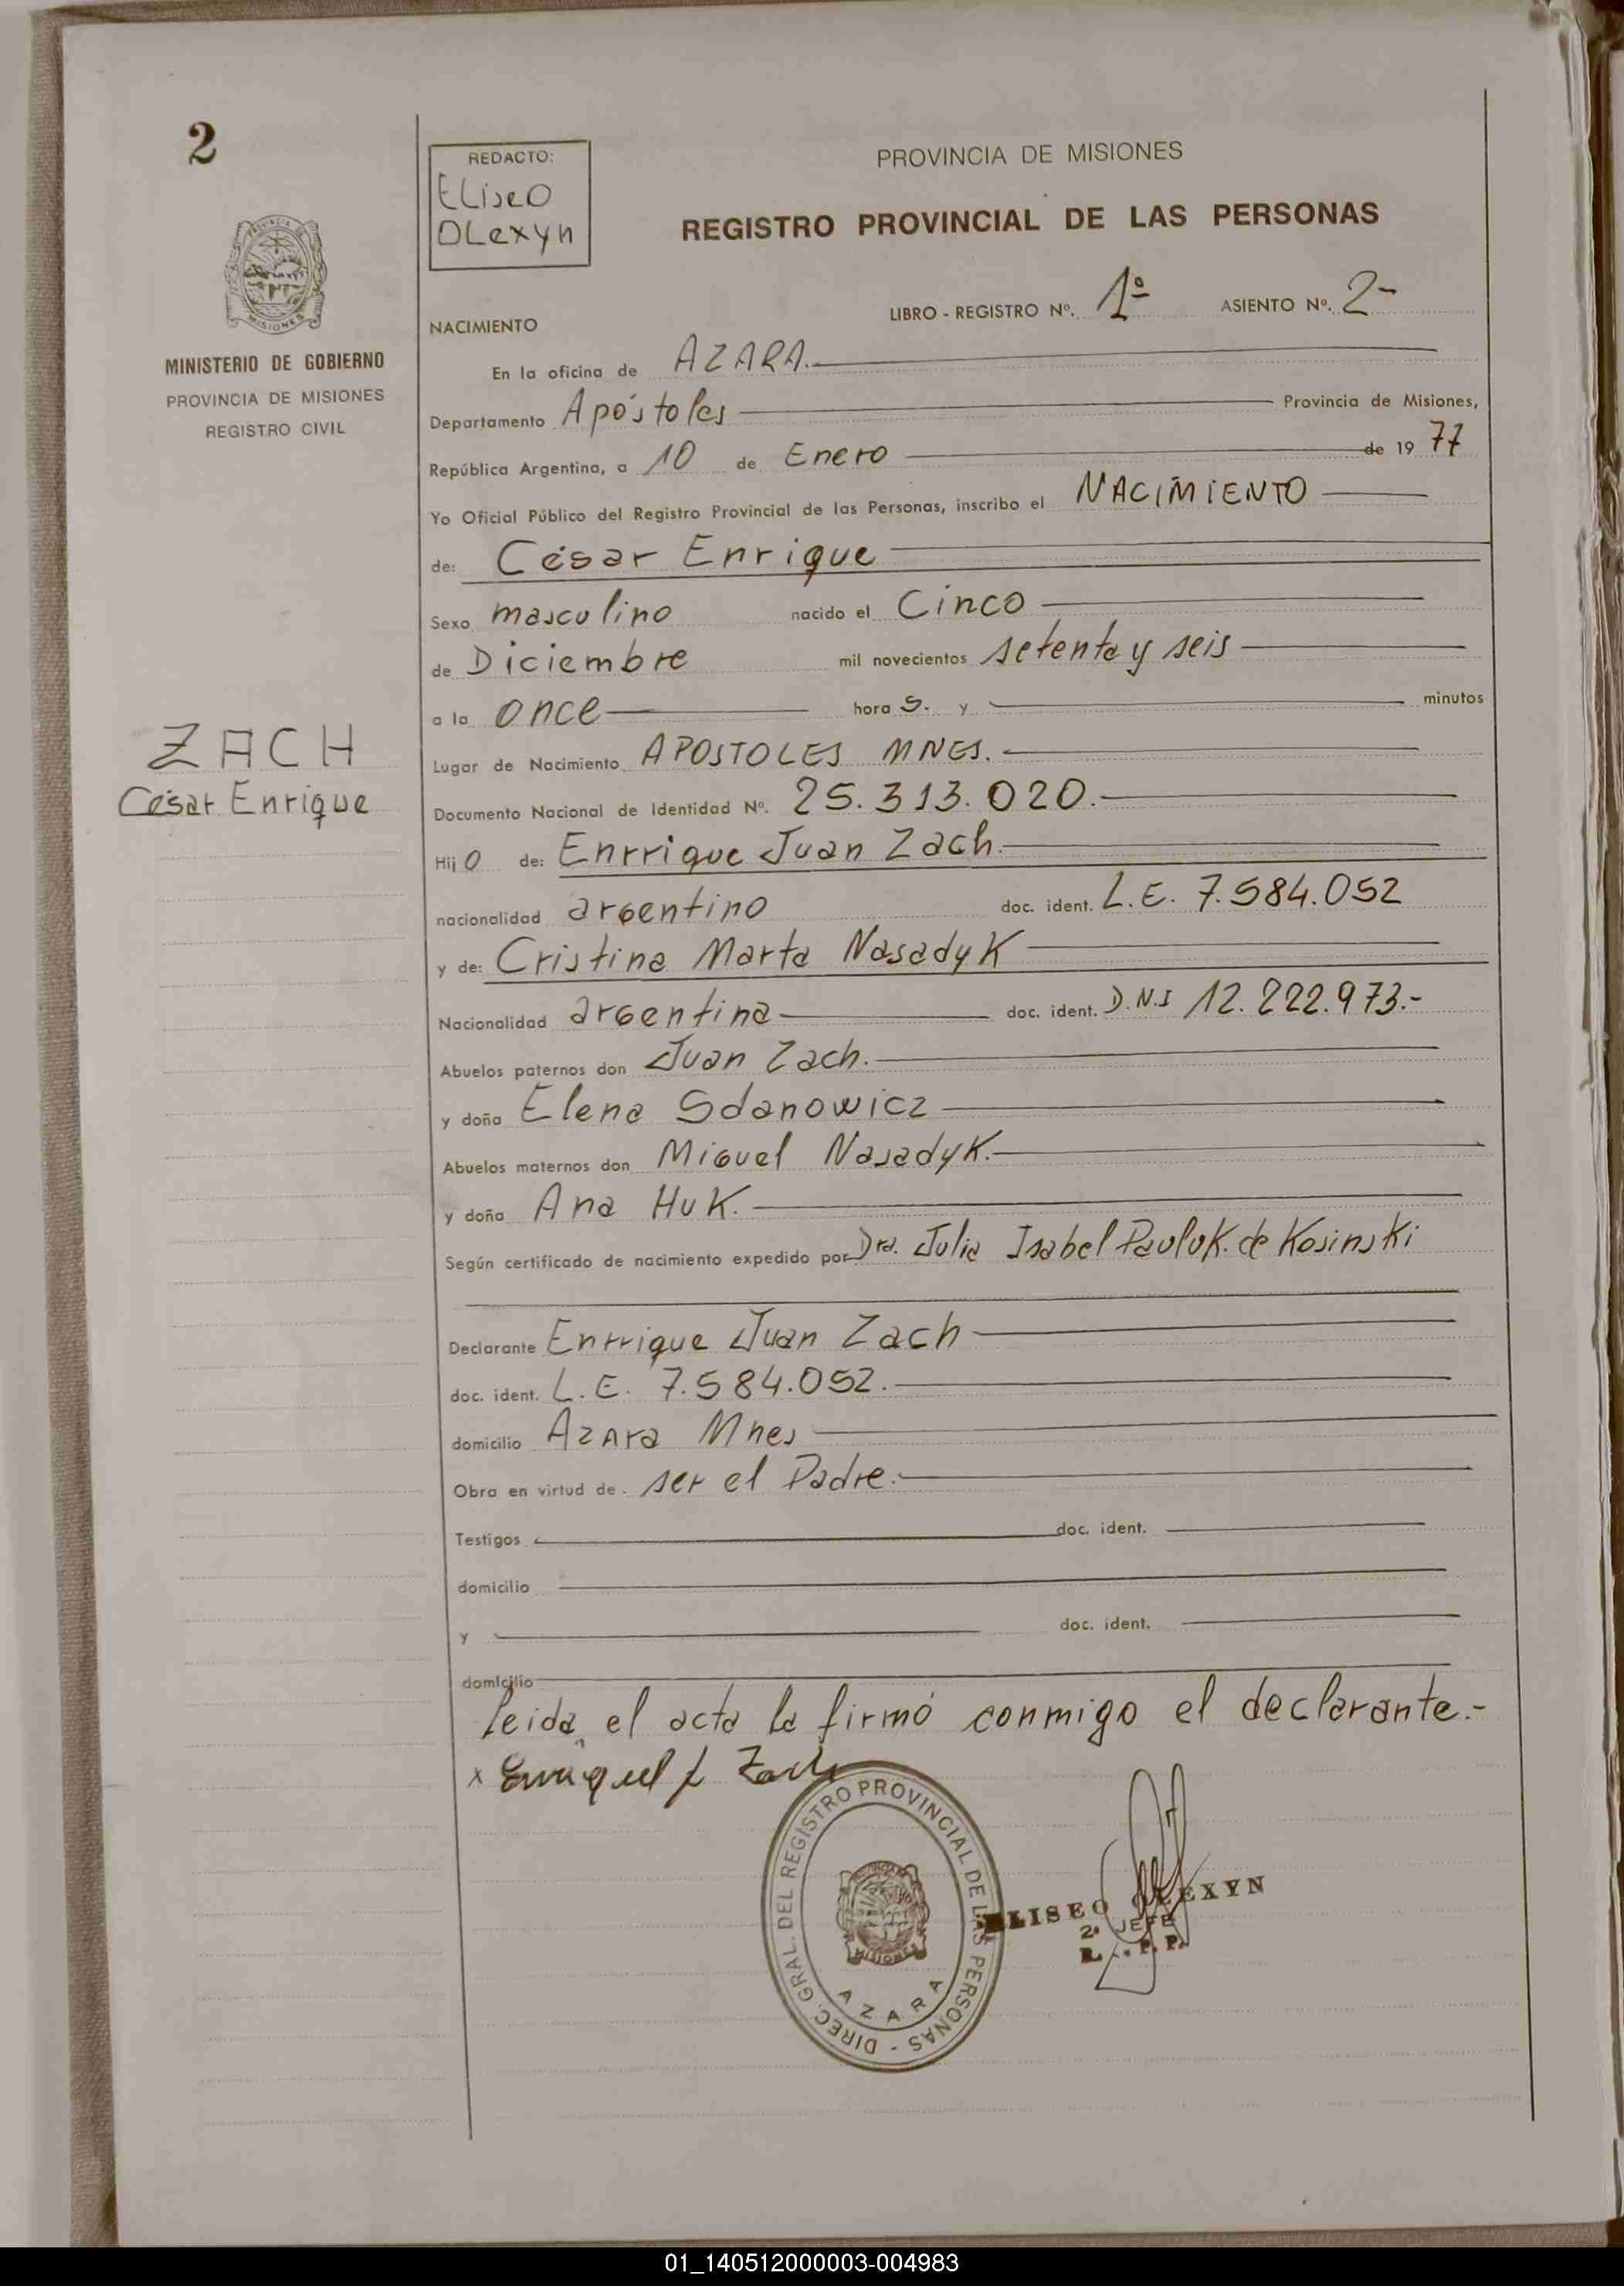 2
REDACTO:
ELiseO
OLexyn
PROVINCIA DE MISIONES
REGISTRO PROVINCIAL DE LAS PERSONAS
MISIONES
MINISTERIO DE GOBIERNO
PROVINCIA DE MISIONES
REGISTRO CIVIL
LIBRO - REGISTRO Nº. 1º ASIENTO Nº. 2-
NACIMIENTO
En la oficina de AZARA.
Departamento Apóstoles Provincia de Misiones,
República Argentina, a 10 de Enero de 1977
Yo Oficial Público del Registro Provincial de las Personas, inscribo el NACIMIENTO
de: César Enrique
Sexo masculino nacido el Cinco
de Diciembre mil novecientos setenta y seis
a la once hora s. y minutos
ZACH
César Enrique
Lugar de Nacimiento APOSTOLES MNES.
Documento Nacional de Identidad Nº. 25.313.020.
Hijo de: Enrrique Juan Zach.
nacionalidad argentino doc. ident. L.E. 7.584.052
y de: Cristina Marta Nasadyk
Nacionalidad argentina doc. ident. D.N.I 12.222.973.-
Abuelos paternos don Juan Zach.
y doña Elena Sdanowicz
Abuelos maternos don Miguel Nasadyk.
y doña Ana Huk.
Según certificado de nacimiento expedido por Dra. Julia Isabel Pauluk. de Kosinski
Declarante Enrrique Juan Zach
doc. ident. L.E. 7.584.052.
domicilio Azara Mnes
Obra en virtud de ser el Padre.
Testigos doc. ident.
domicilio
y doc. ident.
domicilio
Leida el acta la firmó conmigo el declarante.-
x Enriquel J Zach
DIREC. GRAL. DEL REGISTRO PROVINCIAL DE LAS PERSONAS -
MISIONES
AZARA
ELISEO OLEXYN
2º JEFE
R. . P. P.
01_140512000003-004983